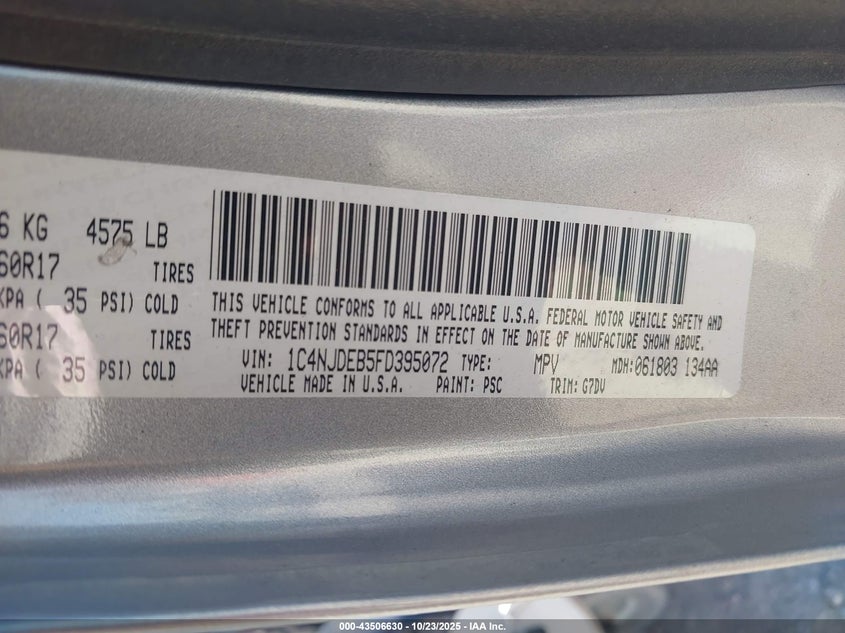 6 KG 4575 LB
60R17 TIRES
KPA ( 35 PSI) COLD
60R17 TIRES
KPA ( 35 PSI) COLD
THIS VEHICLE CONFORMS TO ALL APPLICABLE U.S.A. FEDERAL MOTOR VEHICLE SAFETY AND
THEFT PREVENTION STANDARDS IN EFFECT ON THE DATE OF MANUFACTURE SHOWN ABOVE.
VIN: 1C4NJDEB5FD395072 TYPE: MPV MDH:061803 134AA
VEHICLE MADE IN U.S.A. PAINT: PSC TRIM: G7DV
000-43506630 - 10/23/2025 - IAA Inc.